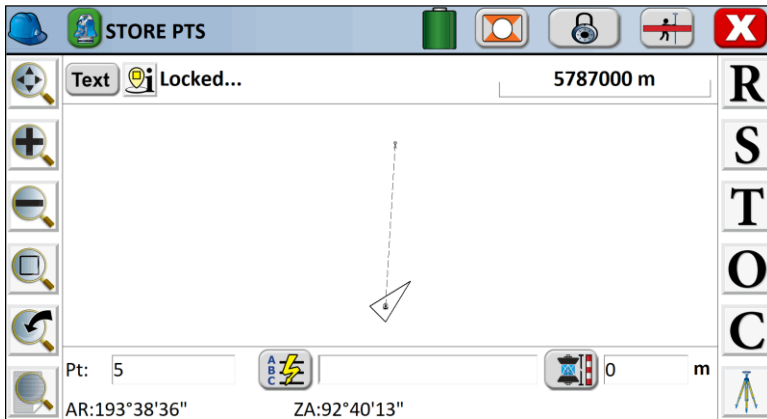 STORE PTS
Text Locked... 5787000 m
R
S
T
O
C
Pt: 5 A B C 0 m
AR:193°38'36" ZA:92°40'13"